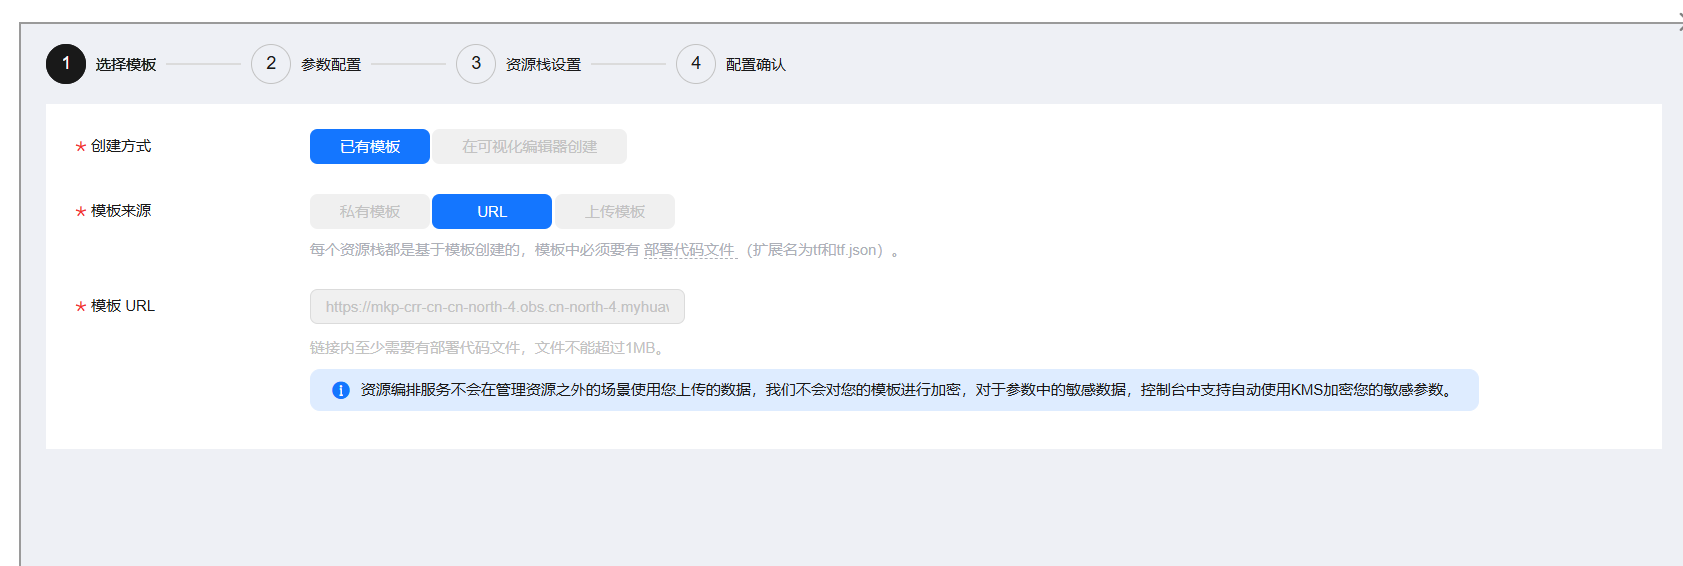 1 选择模板 2 参数配置 3 资源栈设置 4 配置确认
* 创建方式 已有模板 在可视化编辑器创建
* 模板来源 私有模板 URL 上传模板
每个资源栈都是基于模板创建的，模板中必须要有 部署代码文件 （扩展名为tf和tf.json）。
* 模板 URL https://mkp-crr-cn-cn-north-4.obs.cn-north-4.myhuaw
链接内至少需要有部署代码文件，文件不能超过1MB。
资源编排服务不会在管理资源之外的场景使用您上传的数据，我们不会对您的模板进行加密，对于参数中的敏感数据，控制台中支持自动使用KMS加密您的敏感参数。